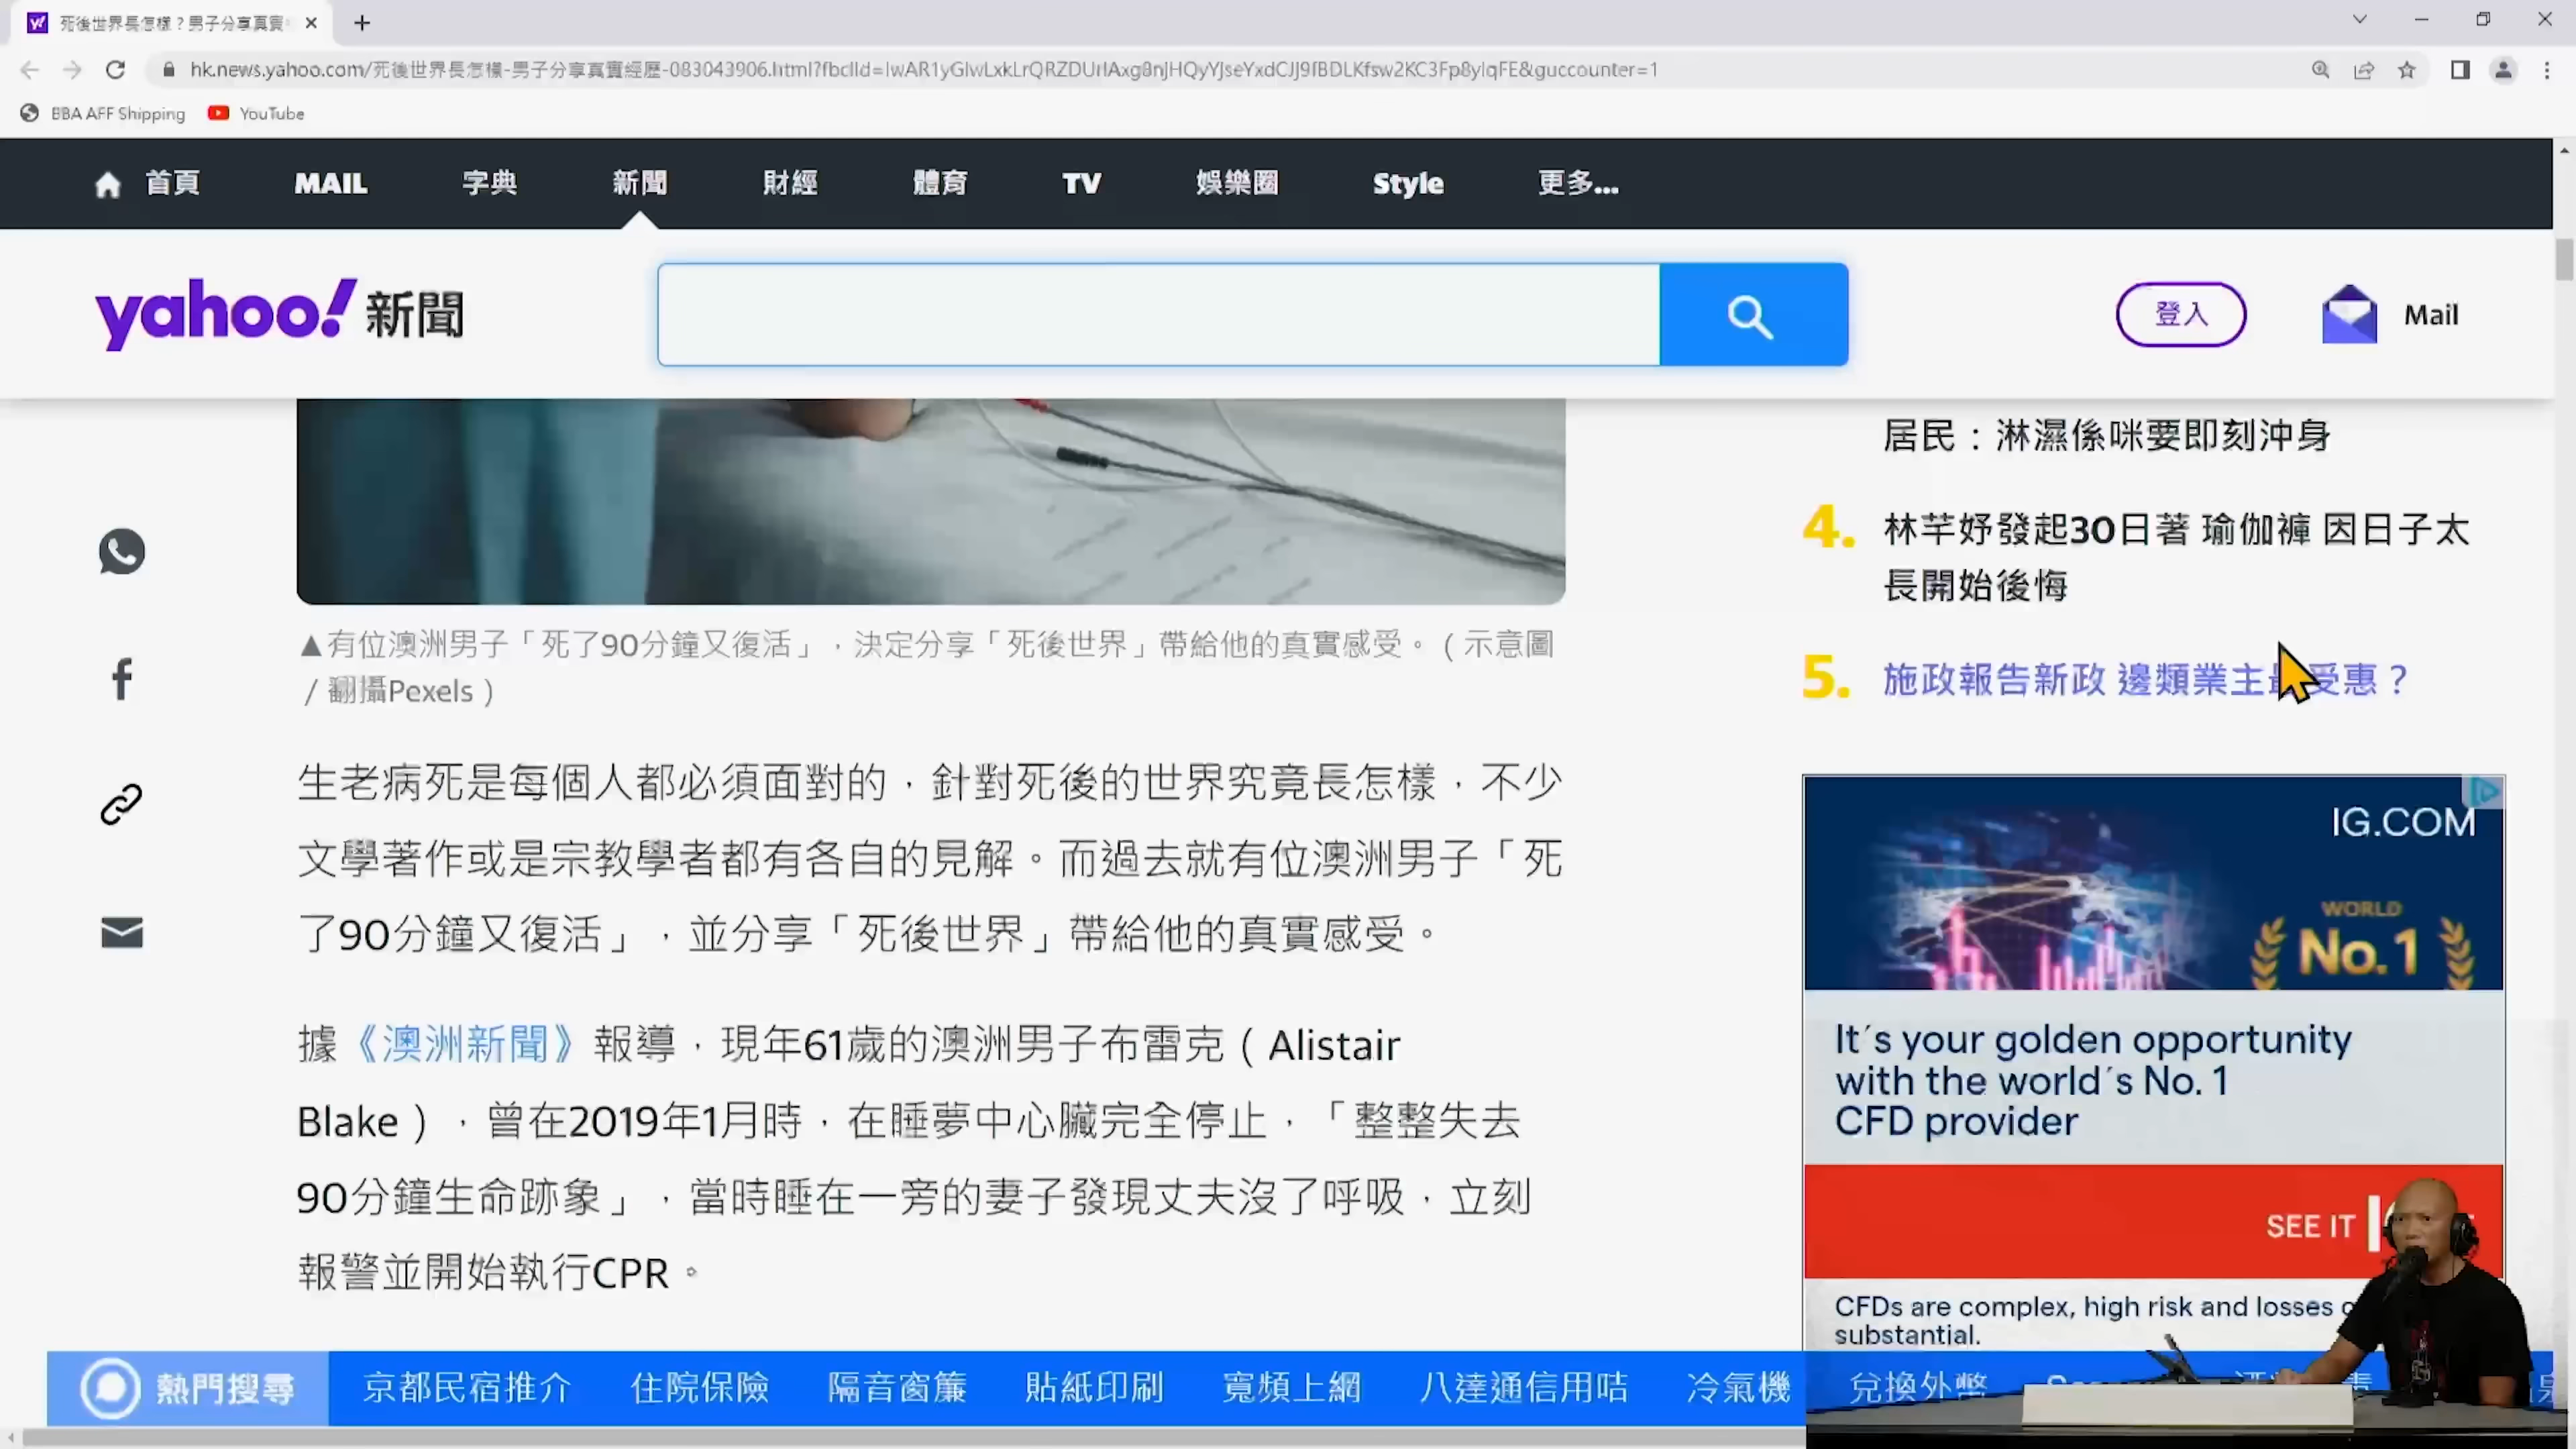 死後世界長怎樣？男子分享真實
hk.news.yahoo.com/死後世界長怎樣-男子分享真實經歷-083043906.html?fbclid=IwAR1yGlwLxkLrQRZDUrIAxg8nJHQyYJseYxdCJJ9fBDLKfsw2KC3Fp8ylqFE&guccounter=1
BBA AFF Shipping YouTube
首頁 MAIL 字典 新聞 財經 體育 TV 娛樂圈 Style 更多...
yahoo!新聞
登入 Mail
居民：淋濕係咪要即刻沖身
4. 林芊妤發起30日著 瑜伽褲 因日子太
長開始後悔
5. 施政報告新政 邊類業主最受惠？
▲有位澳洲男子「死了90分鐘又復活」，決定分享「死後世界」帶給他的真實感受。（示意圖
/ 翻攝Pexels）
生老病死是每個人都必須面對的，針對死後的世界究竟長怎樣，不少
文學著作或是宗教學者都有各自的見解。而過去就有位澳洲男子「死
了90分鐘又復活」，並分享「死後世界」帶給他的真實感受。
據《澳洲新聞》報導，現年61歲的澳洲男子布雷克（Alistair
Blake），曾在2019年1月時，在睡夢中心臟完全停止，「整整失去
90分鐘生命跡象」，當時睡在一旁的妻子發現丈夫沒了呼吸，立刻
報警並開始執行CPR。
IG.COM
WORLD
No.1
It´s your golden opportunity
with the world´s No. 1
CFD provider
SEE IT
CFDs are complex, high risk and losses
substantial.
熱門搜尋 京都民宿推介 住院保險 隔音窗簾 貼紙印刷 寬頻上網 八達通信用咭 冷氣機 兌換外幣